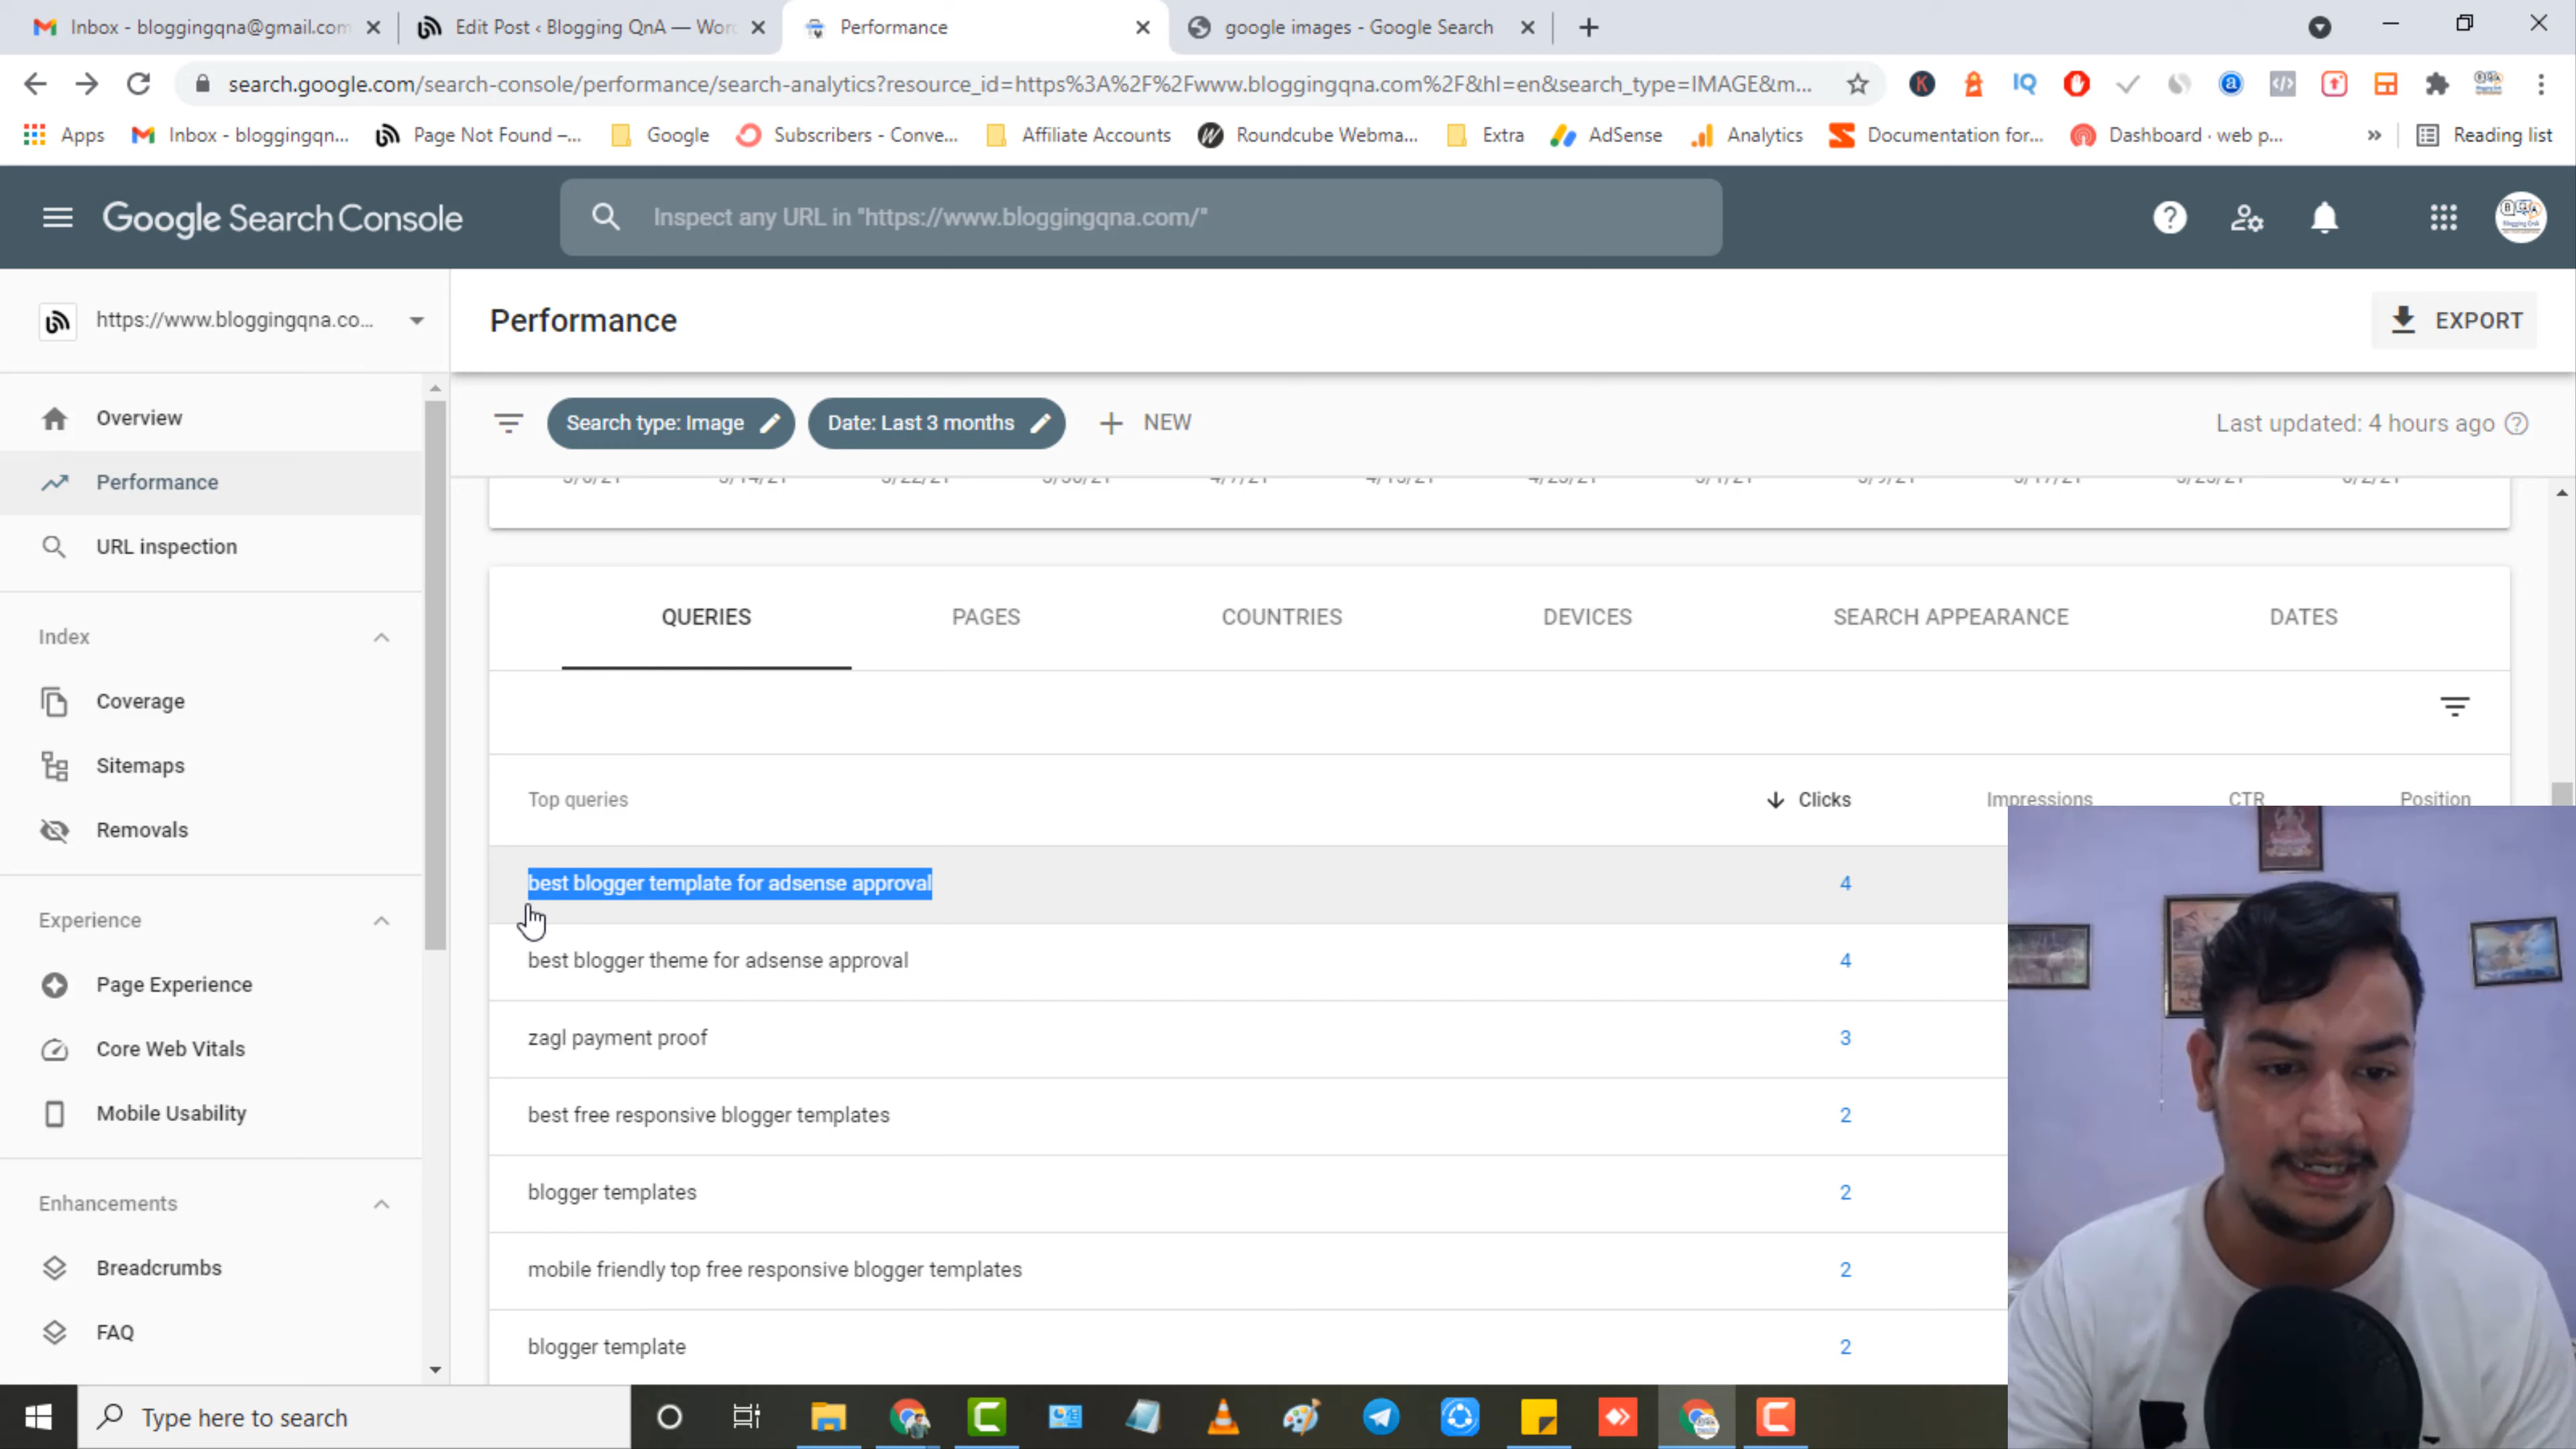 Inbox - bloggingqna@gmail.com
Edit Post ‹ Blogging QnA — Wor
Performance
google images - Google Search
search.google.com/search-console/performance/search-analytics?resource_id=https%3A%2F%2Fwww.bloggingqna.com%2F&hl=en&search_type=IMAGE&m...
Apps
Inbox - bloggingqn...
Page Not Found –...
Google
Subscribers - Conve...
Affiliate Accounts
Roundcube Webma...
Extra
AdSense
Analytics
Documentation for...
Dashboard · web p...
»
Reading list
Google Search Console
Inspect any URL in "https://www.bloggingqna.com/"
https://www.bloggingqna.co...
Performance
EXPORT
Overview
Performance
URL inspection
Index
Coverage
Sitemaps
Removals
Experience
Page Experience
Core Web Vitals
Mobile Usability
Enhancements
Breadcrumbs
FAQ
Search type: Image
Date: Last 3 months
+ NEW
Last updated: 4 hours ago
QUERIES
PAGES
COUNTRIES
DEVICES
SEARCH APPEARANCE
DATES
Top queries
Clicks
Impressions
CTR
Position
best blogger template for adsense approval 4
best blogger theme for adsense approval 4
zagl payment proof 3
best free responsive blogger templates 2
blogger templates 2
mobile friendly top free responsive blogger templates 2
blogger template 2
Type here to search